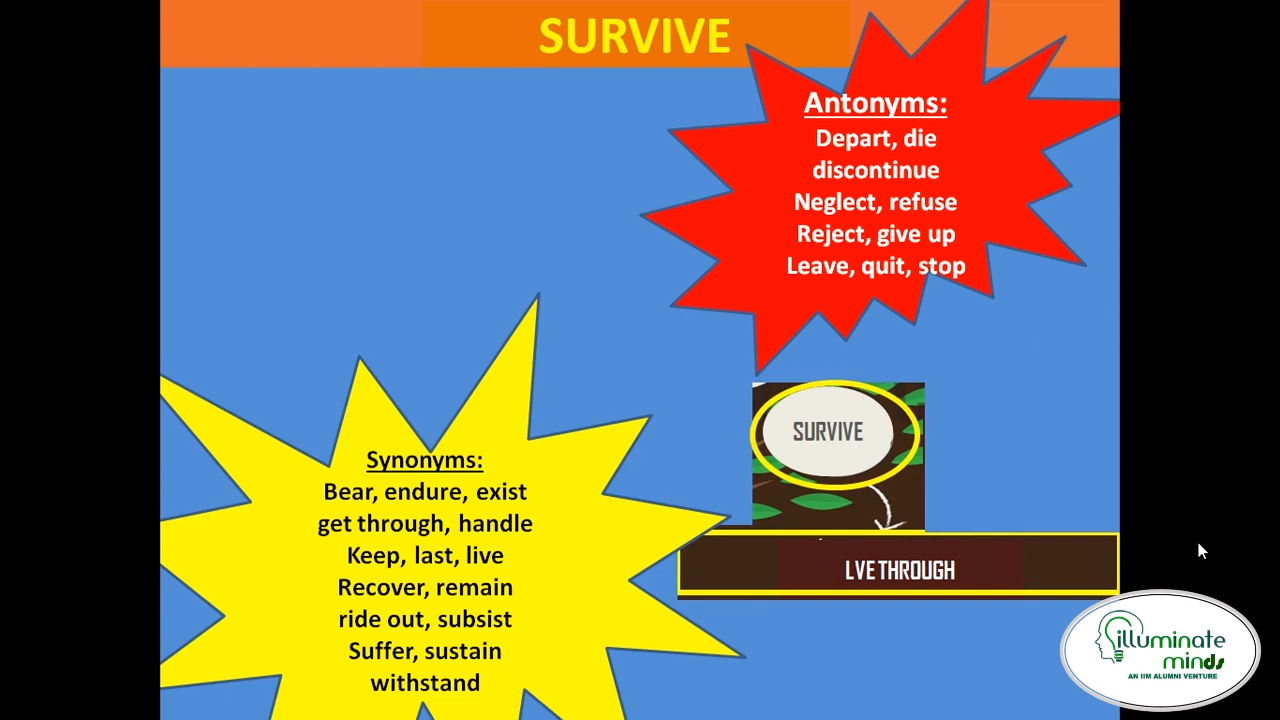 SURVIVE
Antonyms:
Depart, die
discontinue
Neglect, refuse
Reject, give up
Leave, quit, stop
Synonyms:
Bear, endure, exist
get through, handle
Keep, last, live
Recover, remain
ride out, subsist
Suffer, sustain
withstand
SURVIVE
LVE THROUGH
illuminate
minds
AN IIM ALUMNI VENTURE